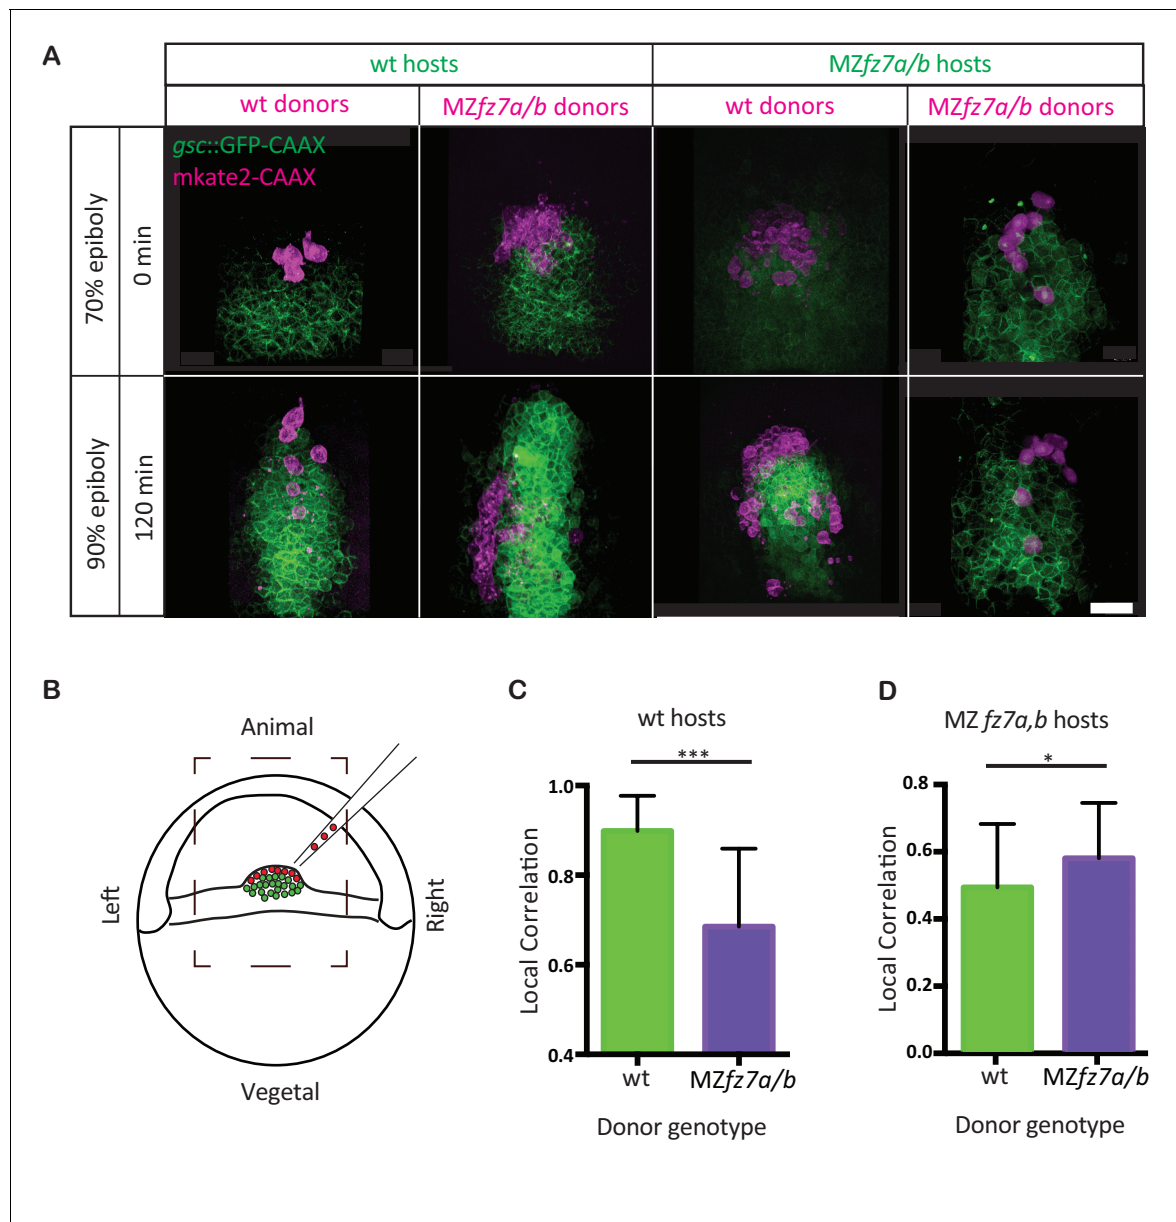 A
wt hosts
MZfz7a/b hosts
wt donors
MZfz7a/b donors
wt donors
MZfz7a/b donors
70% epiboly
0 min
gsc::GFP-CAAX
mkate2-CAAX
90% epiboly
120 min
B
Animal
Left
Right
Vegetal
C
wt hosts
***
Local Correlation
1.0
0.8
0.6
0.4
wt
MZfz7a/b
Donor genotype
D
MZ fz7a,b hosts
*
Local Correlation
0.8
0.6
0.4
0.2
0.0
wt
MZfz7a/b
Donor genotype